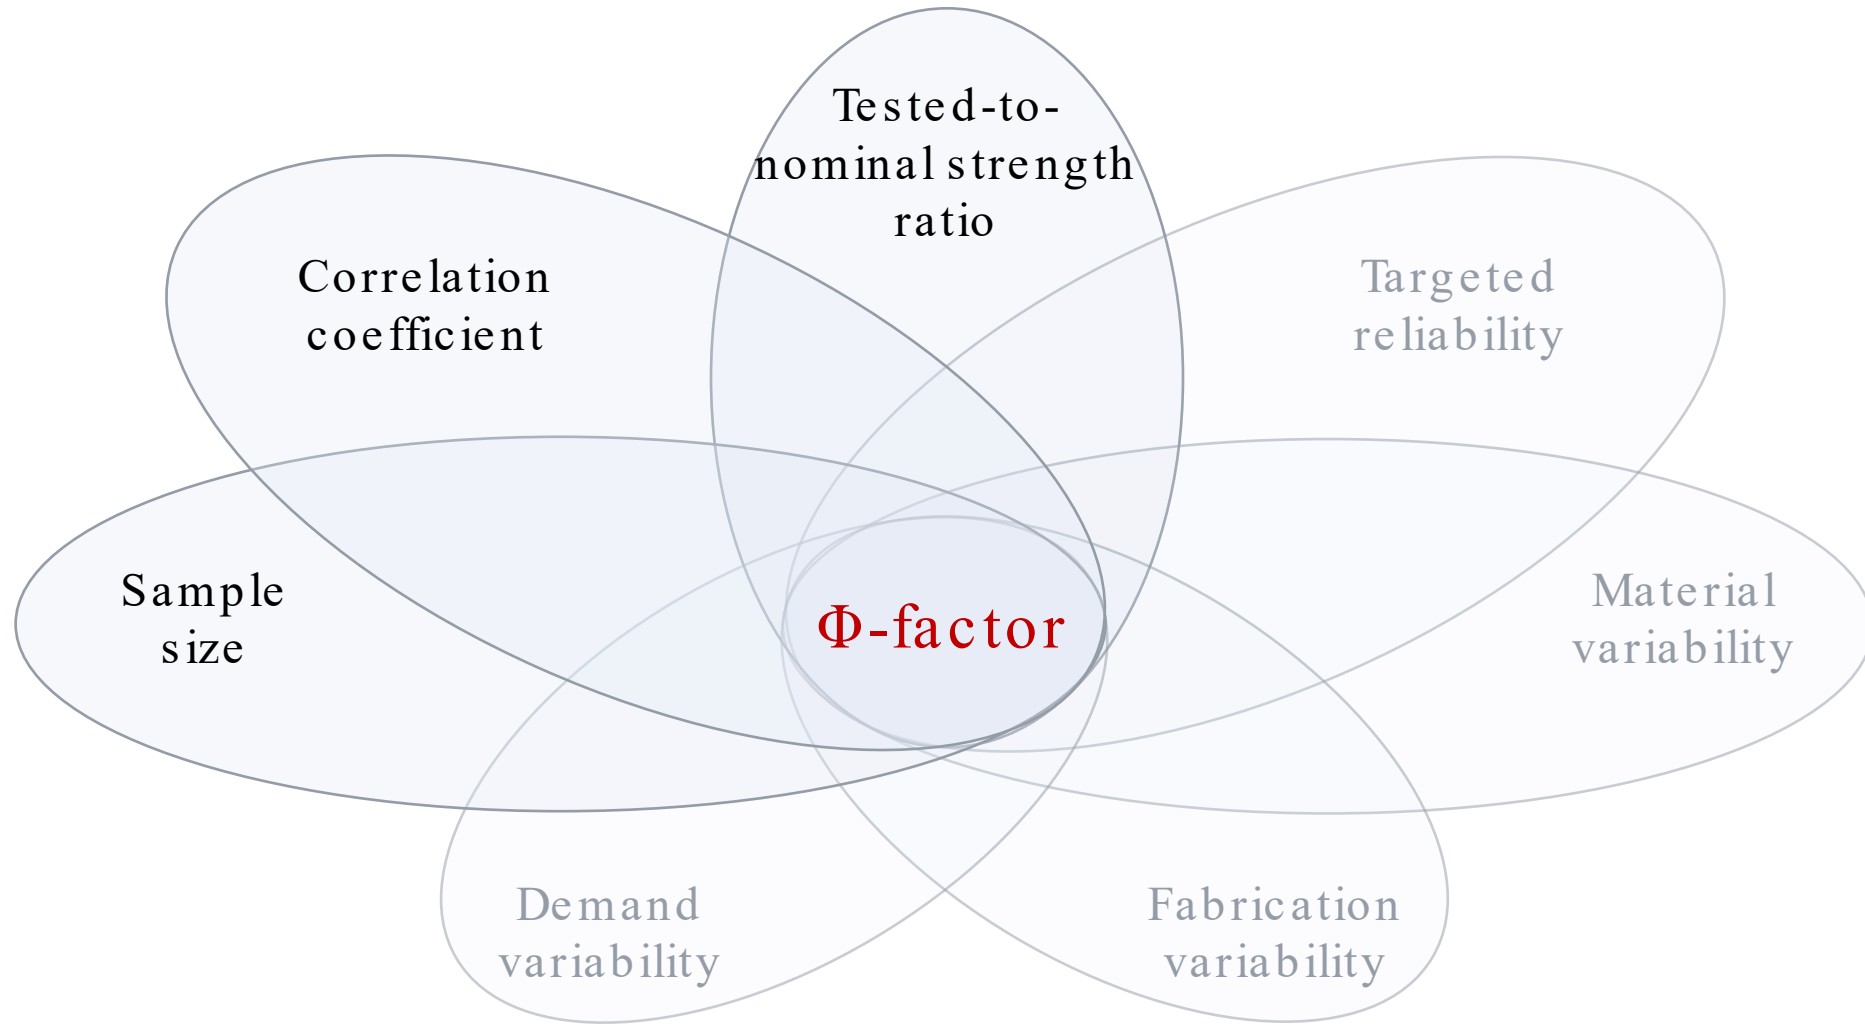 Tested-to-
nominal strength
ratio
Correlation
coefficient
Targeted
reliability
Sample
size
Φ-factor
Material
variability
Demand
variability
Fabrication
variability